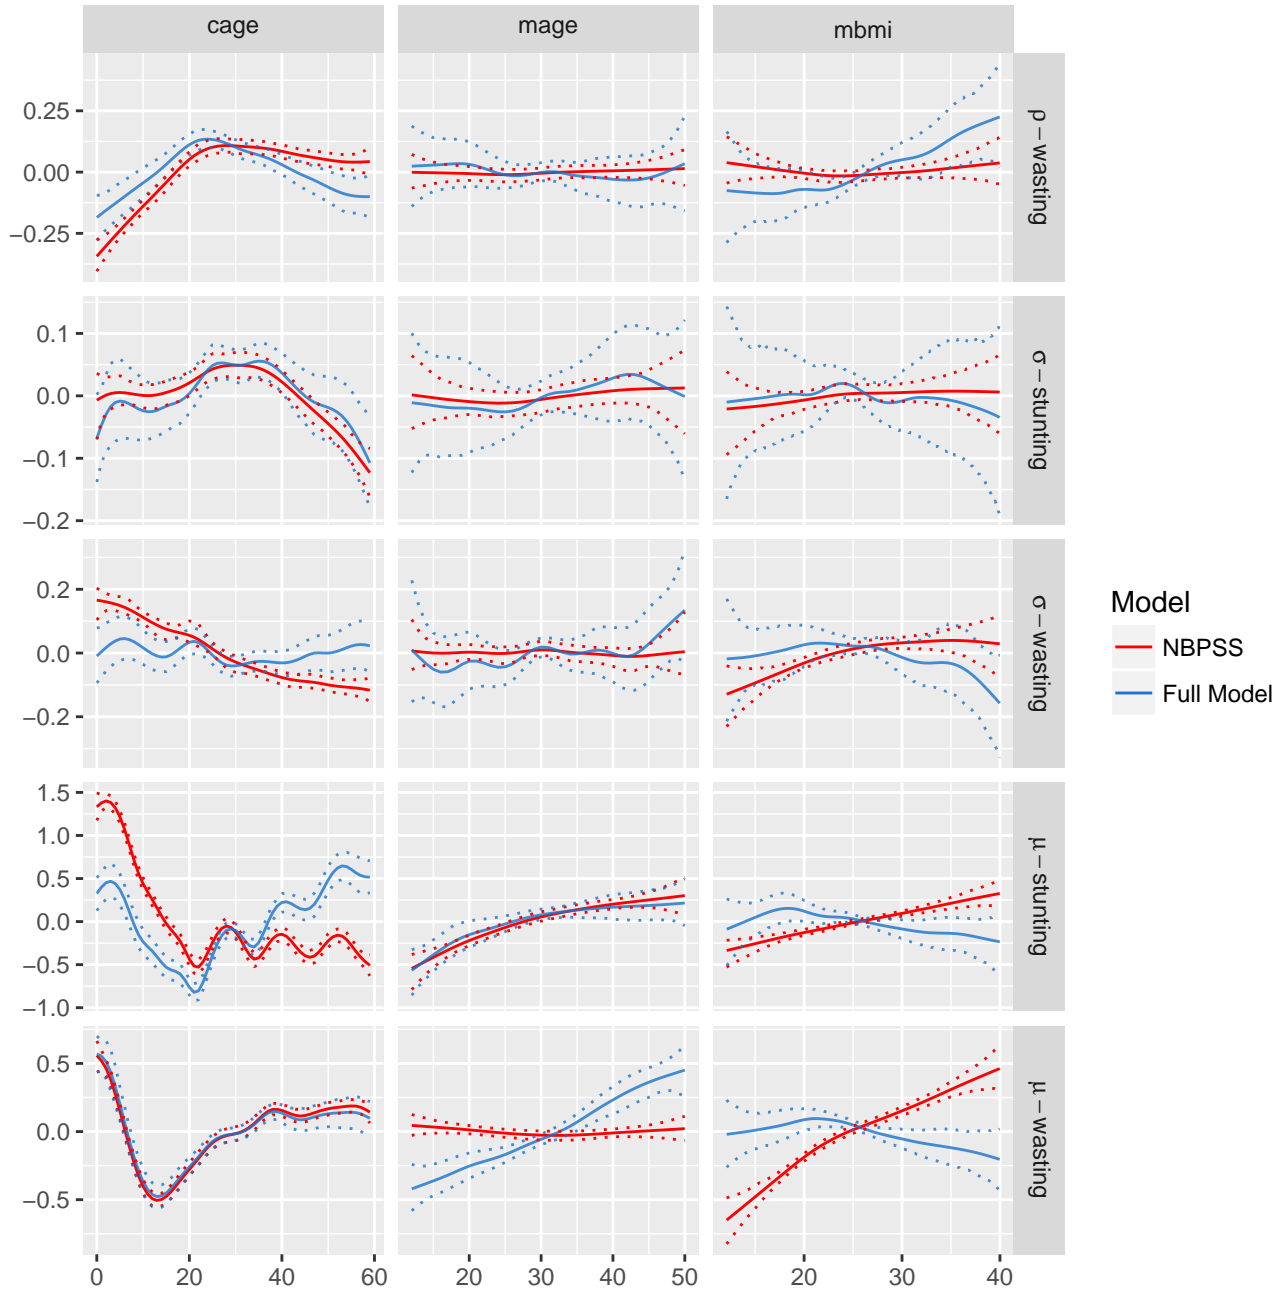 cage mage mbmi
0.25
0.00
−0.25
ρ − wasting
0.1
0.0
−0.1
−0.2
σ − stunting
0.2
0.0
−0.2
σ − wasting
1.5
1.0
0.5
0.0
−0.5
−1.0
μ − stunting
0.5
0.0
−0.5
μ − wasting
0 20 40 60 20 30 40 50 20 30 40
Model
NBPSS
Full Model